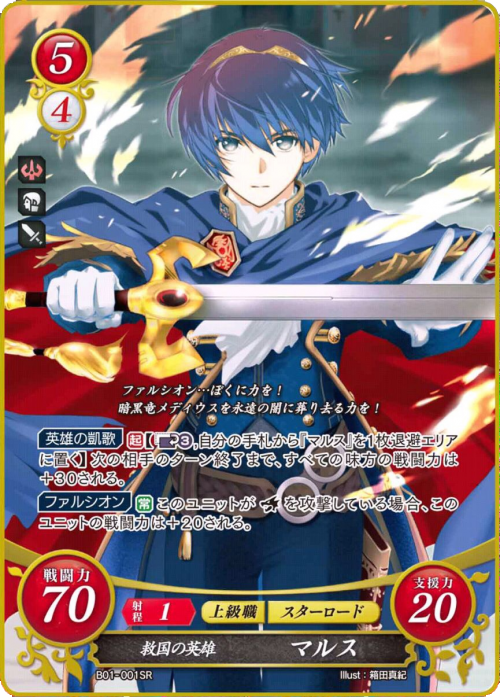 5
4
ファルシオン…ぼくに力を!
暗黒竜メディウスを永遠の闇に葬り去る力を!
英雄の凱歌 起【3,自分の手札から『マルス』を1枚退避エリア
に置く】次の相手のターン終了まで、すべての味方の戦闘力は
+30される。
ファルシオン 常 このユニットがを攻撃している場合、この
ユニットの戦闘力は+20される。
戦闘力
70
射程 1
上級職
スターロード
支援力
20
救国の英雄 マルス
B01-001SR
Illust:箱田真紀